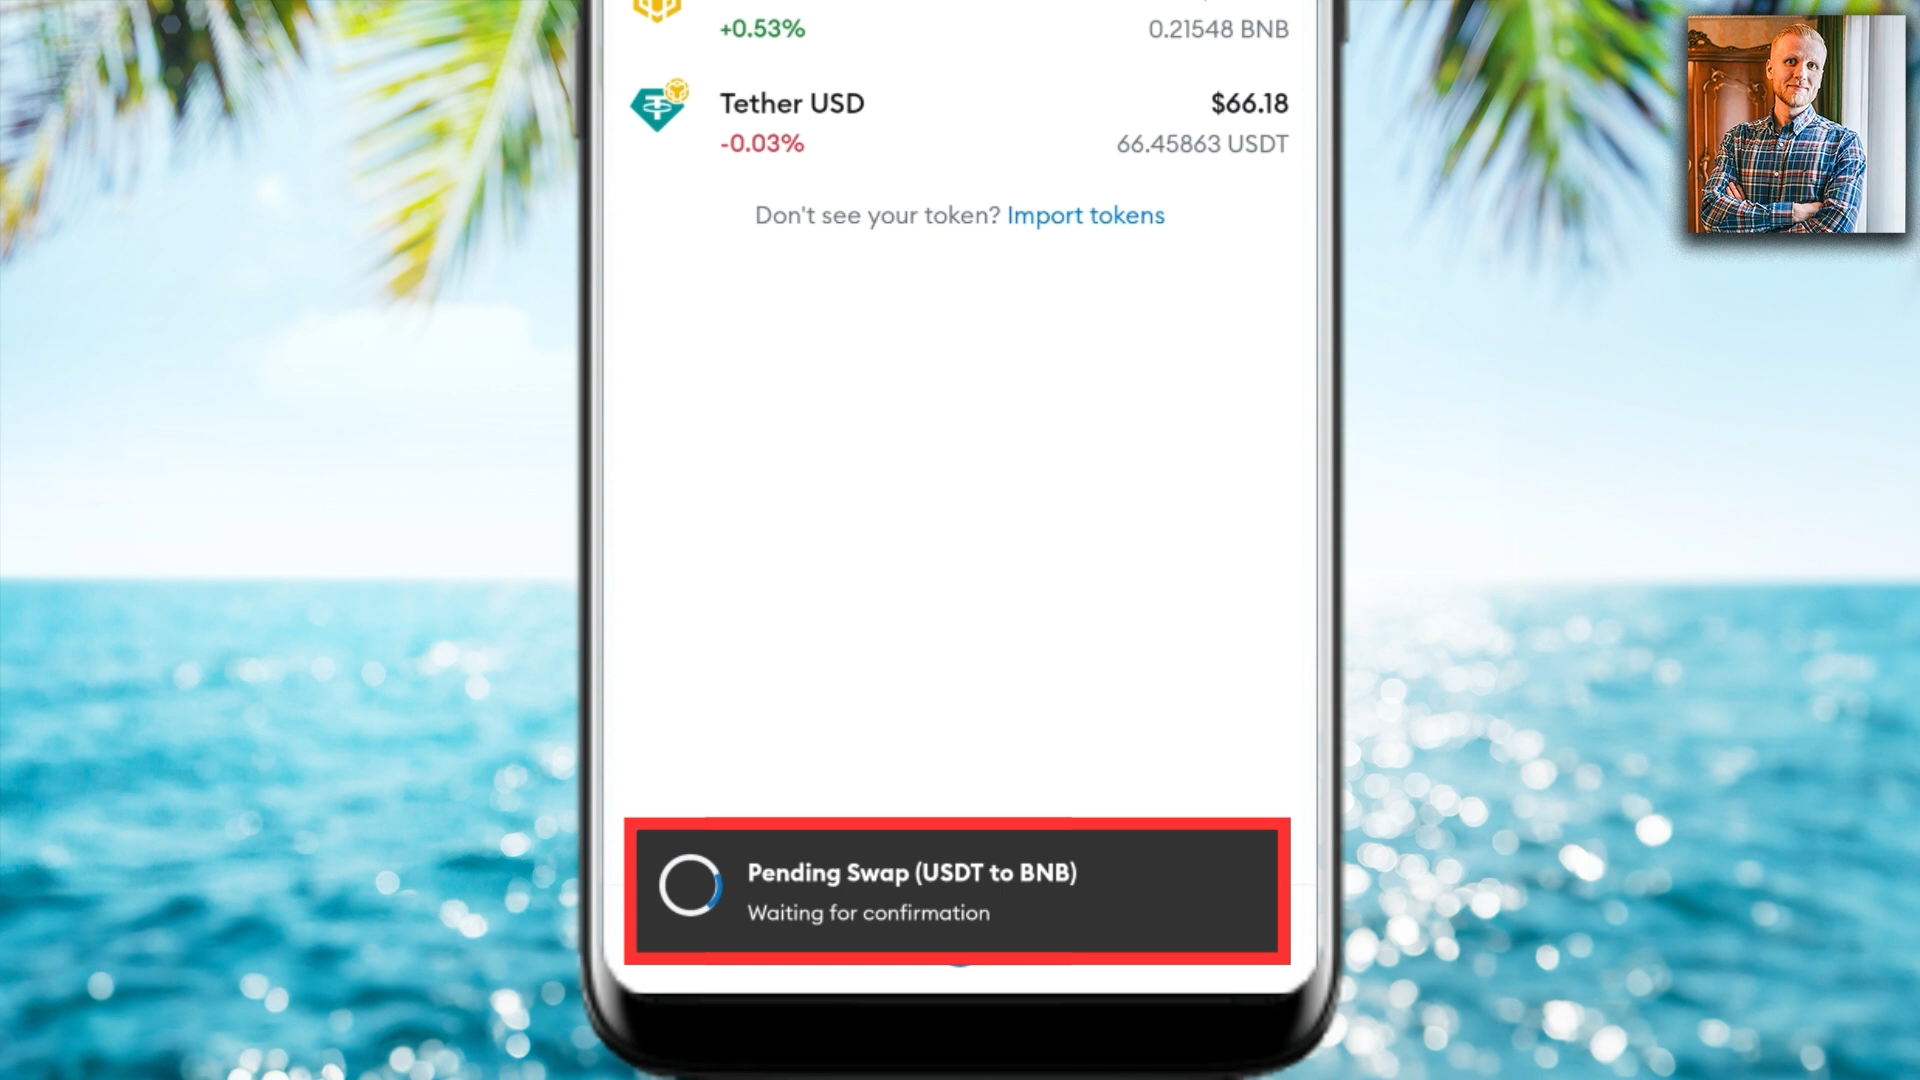 +0.53%
0.21548 BNB
Tether USD
$66.18
-0.03%
66.45863 USDT
Don't see your token? Import tokens
Pending Swap (USDT to BNB)
Waiting for confirmation